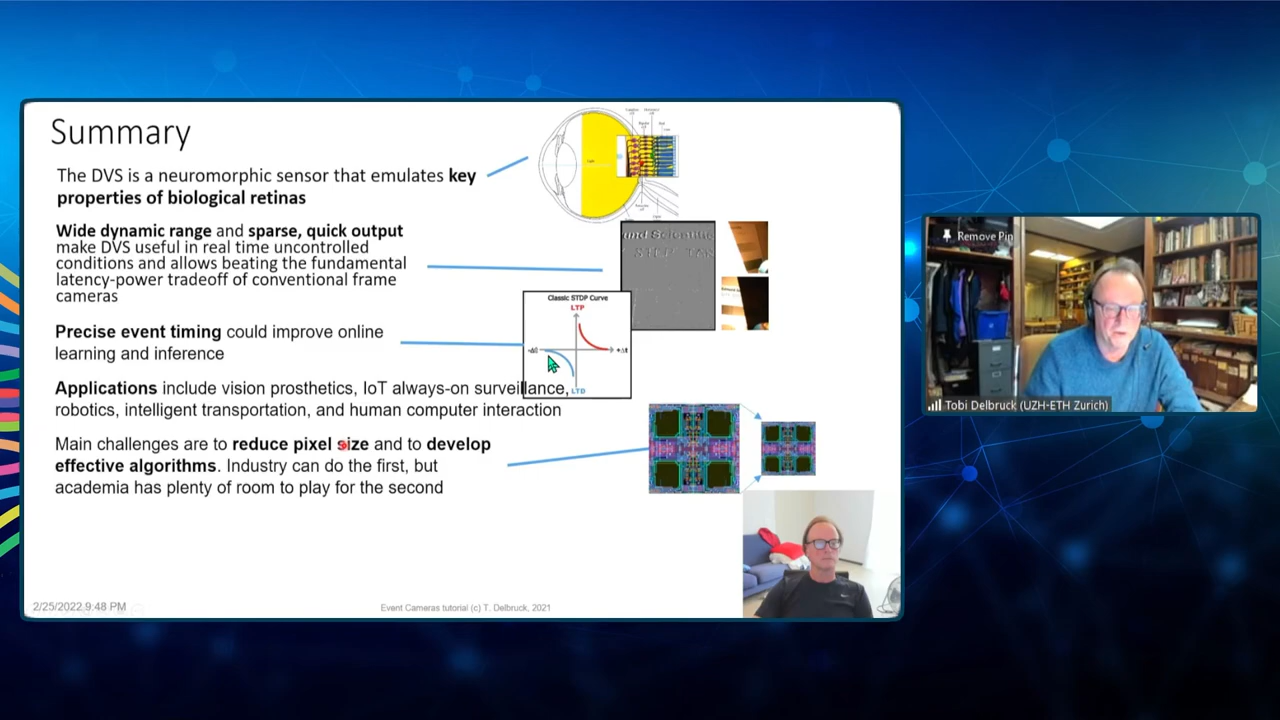 Summary
The DVS is a neuromorphic sensor that emulates key
properties of biological retinas
Wide dynamic range and sparse, quick output
make DVS useful in real time uncontrolled
conditions and allows beating the fundamental
latency-power tradeoff of conventional frame
cameras
Precise event timing could improve online
learning and inference
Applications include vision prosthetics, IoT always-on surveillance,
robotics, intelligent transportation, and human computer interaction
Main challenges are to reduce pixel size and to develop
effective algorithms. Industry can do the first, but
academia has plenty of room to play for the second
Classic STDP Curve
LTP
-Δt
+Δt
LTD
2/25/2022 9:48 PM
Event Cameras tutorial (c) T. Delbruck, 2021
Remove Pin
Tobi Delbruck (UZH-ETH Zurich)